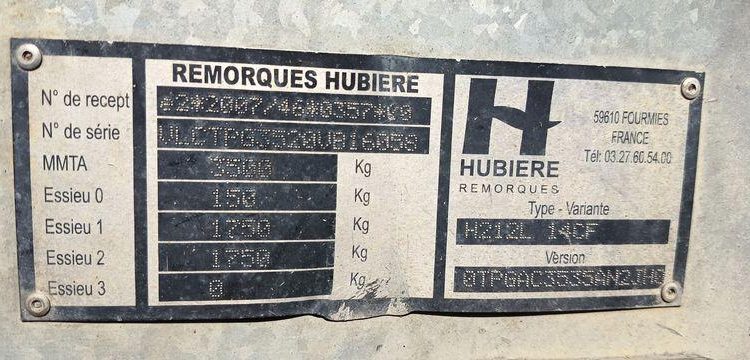 REMORQUES HUBIERE
N° de recept e2*2007/46*0357*00
N° de série VLCTPG3520VB16056
MMTA 3500 Kg
Essieu 0 150 Kg
Essieu 1 1750 Kg
Essieu 2 1750 Kg
Essieu 3 0 Kg
H
HUBIERE
REMORQUES
59610 FOURMIES
FRANCE
Tél: 03.27.60.54.00
Type - Variante
H212L 14CF
Version